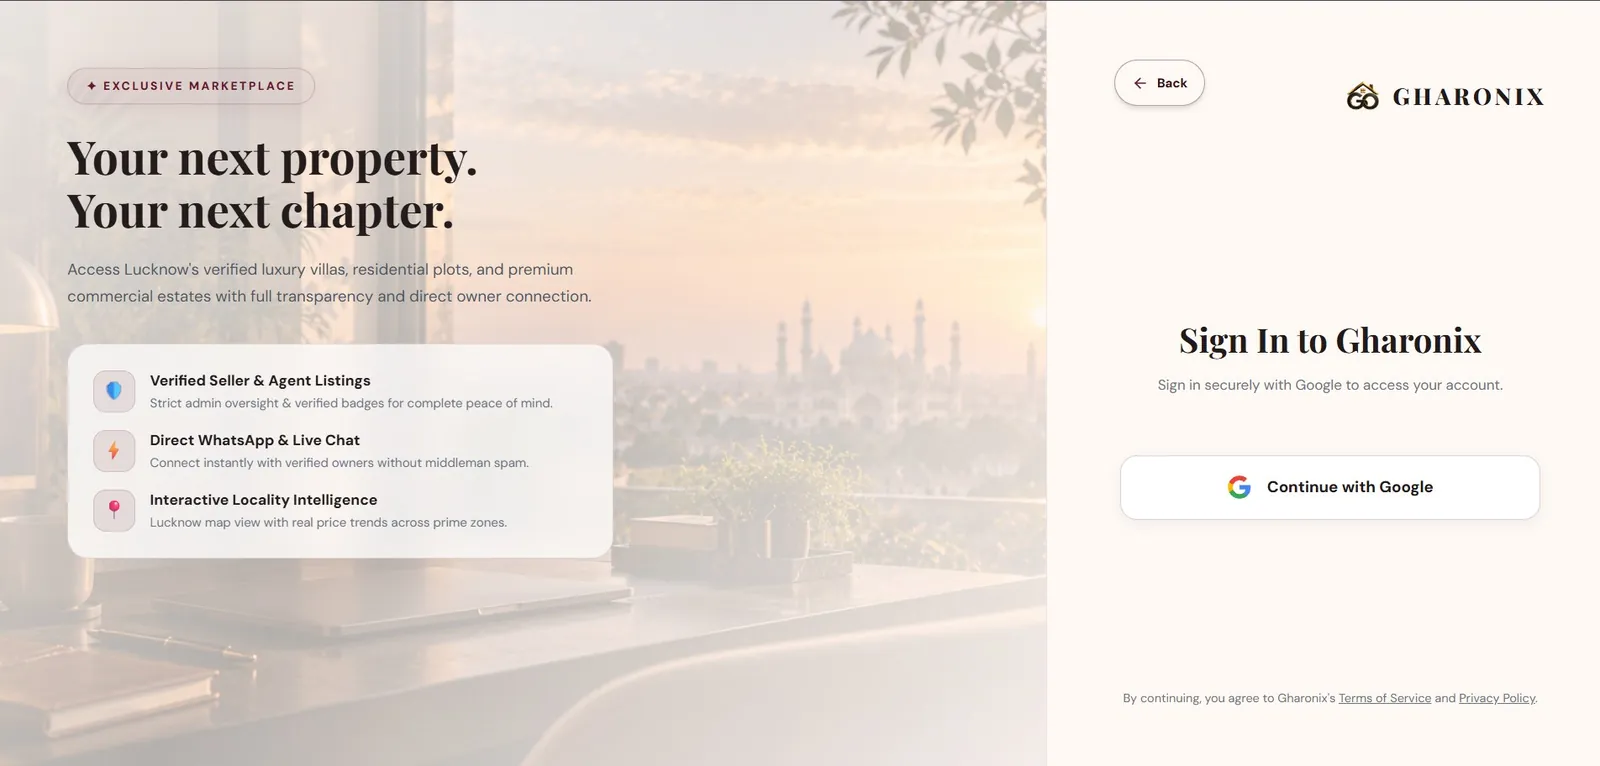 ✦ EXCLUSIVE MARKETPLACE
Your next property.
Your next chapter.
Access Lucknow's verified luxury villas, residential plots, and premium
commercial estates with full transparency and direct owner connection.
Verified Seller & Agent Listings
Strict admin oversight & verified badges for complete peace of mind.
Direct WhatsApp & Live Chat
Connect instantly with verified owners without middleman spam.
Interactive Locality Intelligence
Lucknow map view with real price trends across prime zones.
← Back
GO GHARONIX
Sign In to Gharonix
Sign in securely with Google to access your account.
Continue with Google
By continuing, you agree to Gharonix's Terms of Service and Privacy Policy.